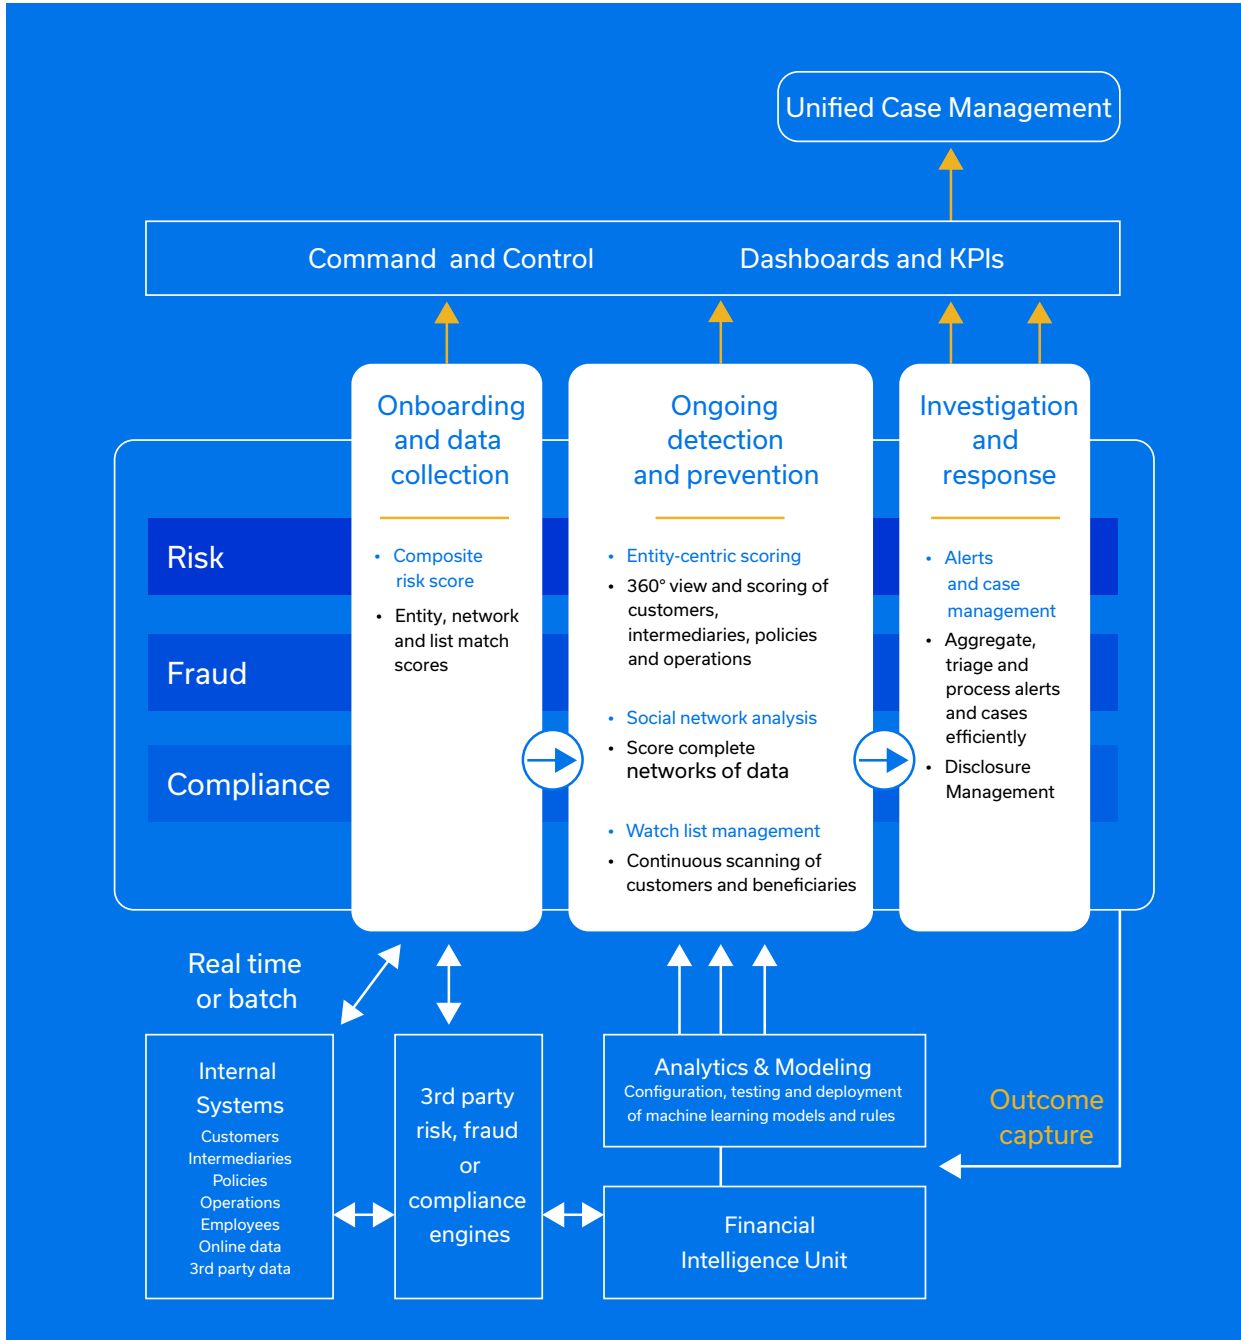 Unified Case Management
Command and Control
Dashboards and KPIs
Onboarding
and data
collection
• Composite
risk score
• Entity, network
and list match
scores
Ongoing
detection
and prevention
• Entity-centric scoring
• 360° view and scoring of
customers,
intermediaries, policies
and operations
• Social network analysis
• Score complete
networks of data
• Watch list management
• Continuous scanning of
customers and beneficiaries
Investigation
and
response
• Alerts
and case
management
• Aggregate,
triage and
process alerts
and cases
efficiently
• Disclosure
Management
Risk
Fraud
Compliance
Real time
or batch
Internal
Systems
Customers
Intermediaries
Policies
Operations
Employees
Online data
3rd party data
3rd party
risk, fraud
or
compliance
engines
Analytics & Modeling
Configuration, testing and deployment
of machine learning models and rules
Financial
Intelligence Unit
Outcome
capture